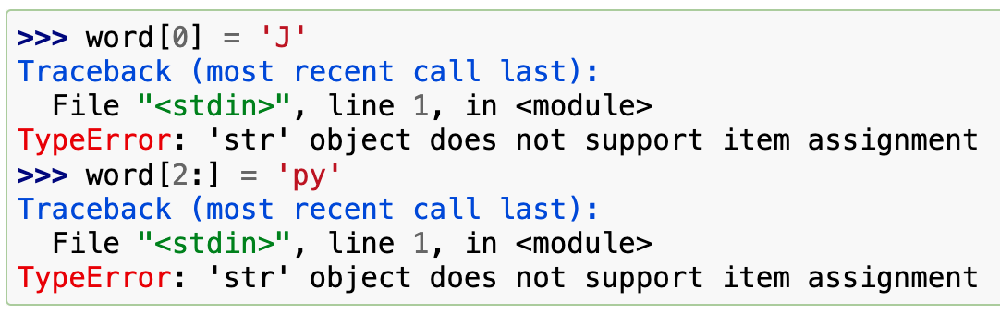 >>> word[0] = 'J'
Traceback (most recent call last):
  File "<stdin>", line 1, in <module>
TypeError: 'str' object does not support item assignment
>>> word[2:] = 'py'
Traceback (most recent call last):
  File "<stdin>", line 1, in <module>
TypeError: 'str' object does not support item assignment